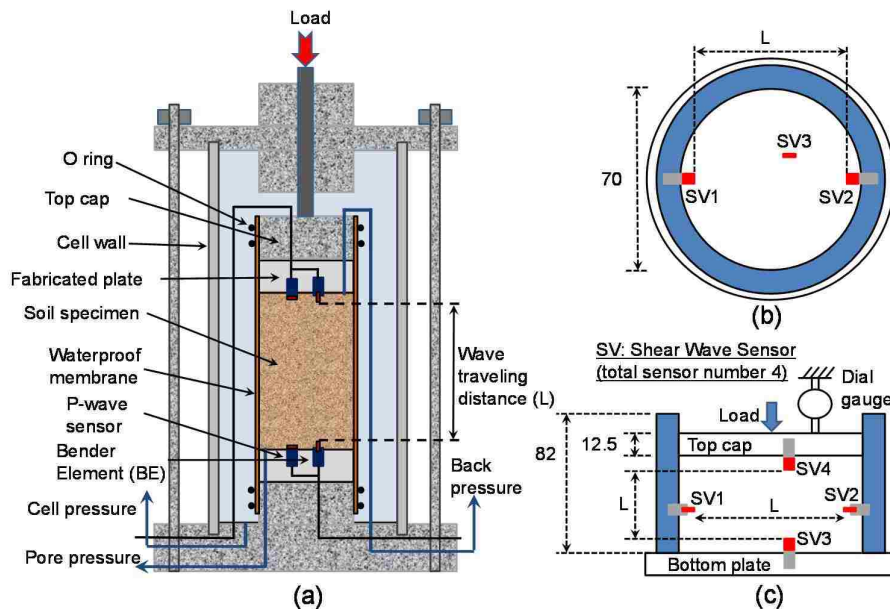 Load
O ring
Top cap
Cell wall
Fabricated plate
Soil specimen
Waterproof
membrane
P-wave
sensor
Bender
Element (BE)
Cell pressure
Pore pressure
Wave
traveling
distance (L)
Back
pressure
(a)
L
70
SV3
SV1
SV2
(b)
SV: Shear Wave Sensor
(total sensor number 4)
Dial
gauge
Load
82
12.5
Top cap
SV4
L
SV1
SV2
L
SV3
Bottom plate
(c)